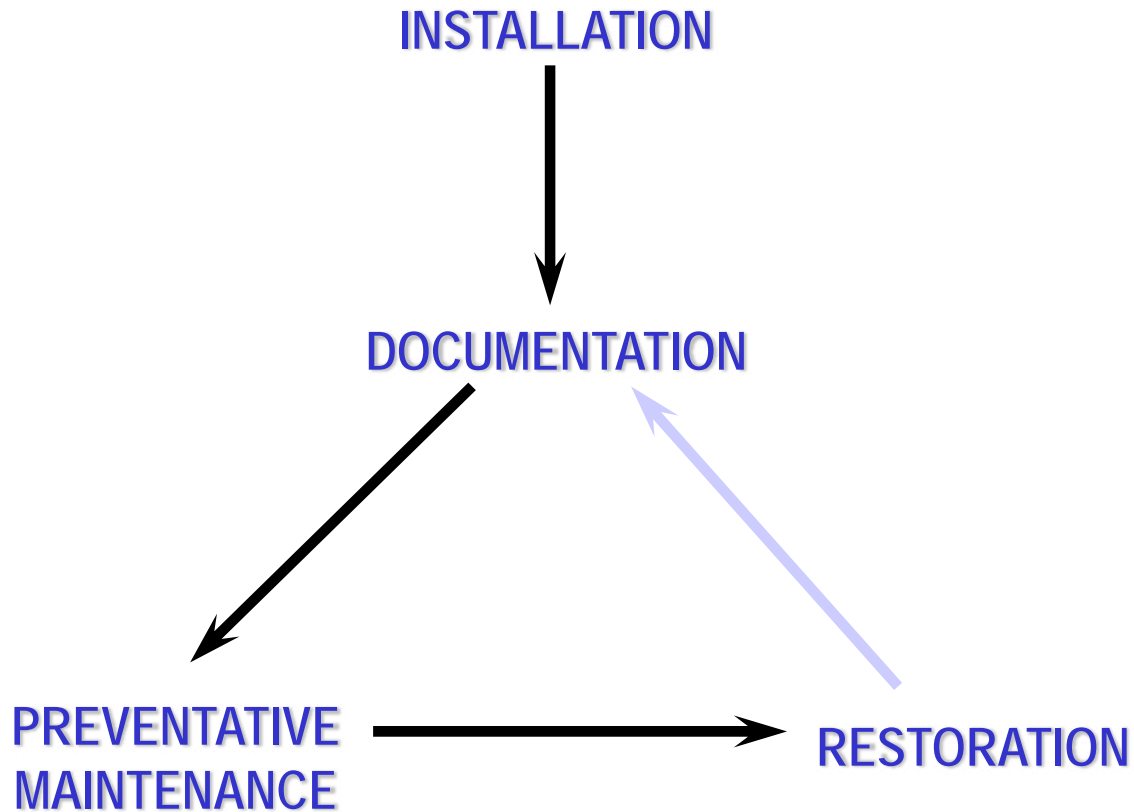 INSTALLATION
DOCUMENTATION
PREVENTATIVE
MAINTENANCE
RESTORATION